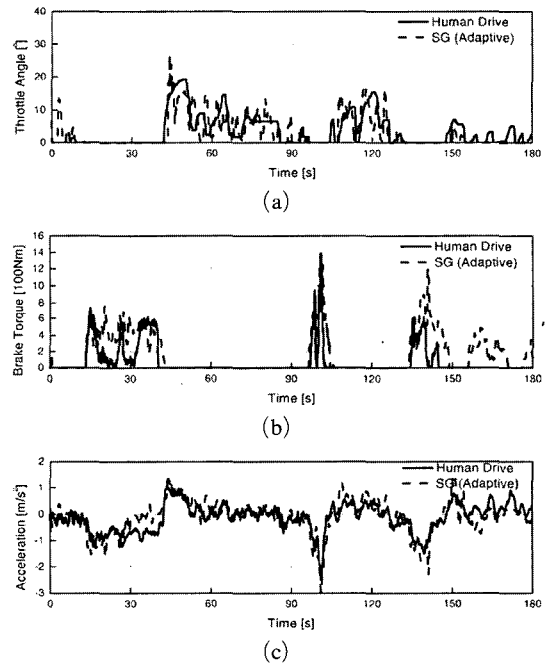 40
30
20
10
0
Throttle Angle [°]
Human Drive
SG (Adaptive)
0 30 60 90 120 150 180
Time [s]
(a)
16
14
12
10
8
6
4
2
0
Brake Torque [100Nm]
Human Drive
SG (Adaptive)
0 30 60 90 120 150 180
Time [s]
(b)
2
1
0
-1
-2
-3
Acceleration [m/s²]
Human Drive
SG (Adaptive)
0 30 60 90 120 150 180
Time [s]
(c)